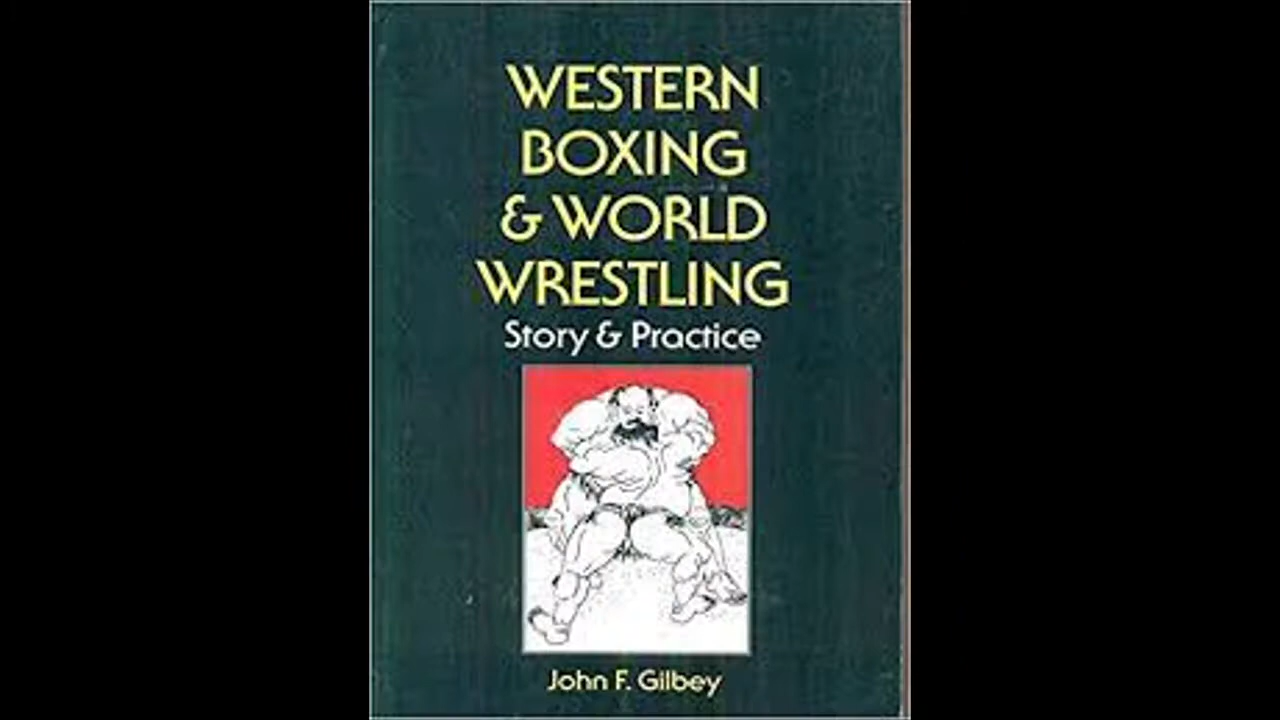 WESTERN
BOXING
& WORLD
WRESTLING
Story & Practice
John F. Gilbey